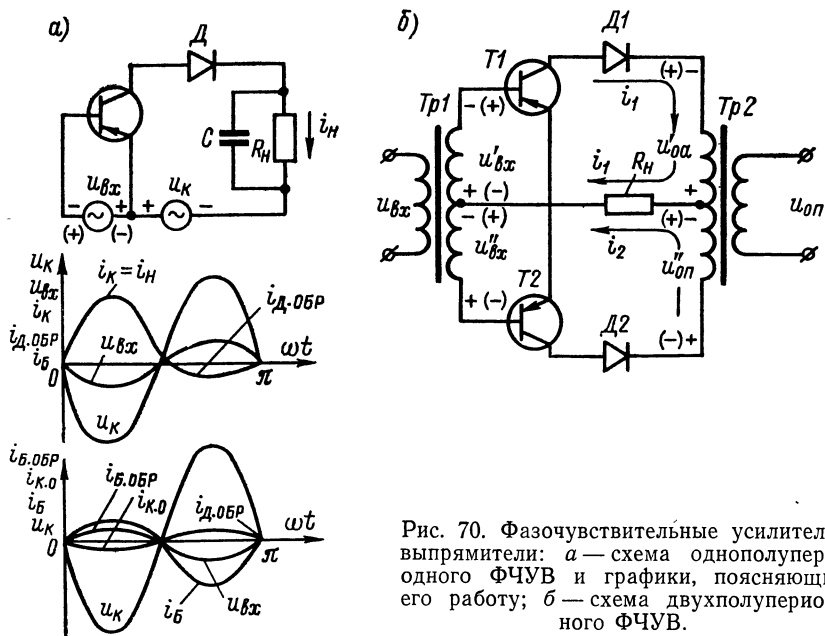 а)
Д
C
Rн
iн
uвх
uк
− + + −
(+) (−)
uк
uвх
iк
iд.обр
iб
0
iк = iн
iд.обр
uвх
uк
π
ωt
iб.обр
iк.о
iб
uк
0
iб.обр
iк.о
iд.обр
uк
iб
uвх
π
ωt
б)
Т1
Д1
−(+)
(+)−
Тр1
Тр2
i1
u'вх
u'оа
i1
Rн
uвх
+(−)
−(+)
+
(+)−
uоп
u''вх
i2
u''оп
Т2
+(−)
Д2
(−)+
Рис. 70. Фазочувствительные усилител
выпрямители: а — схема однополупер
одного ФЧУВ и графики, поясняющи
его работу; б — схема двухполуперио
ного ФЧУВ.